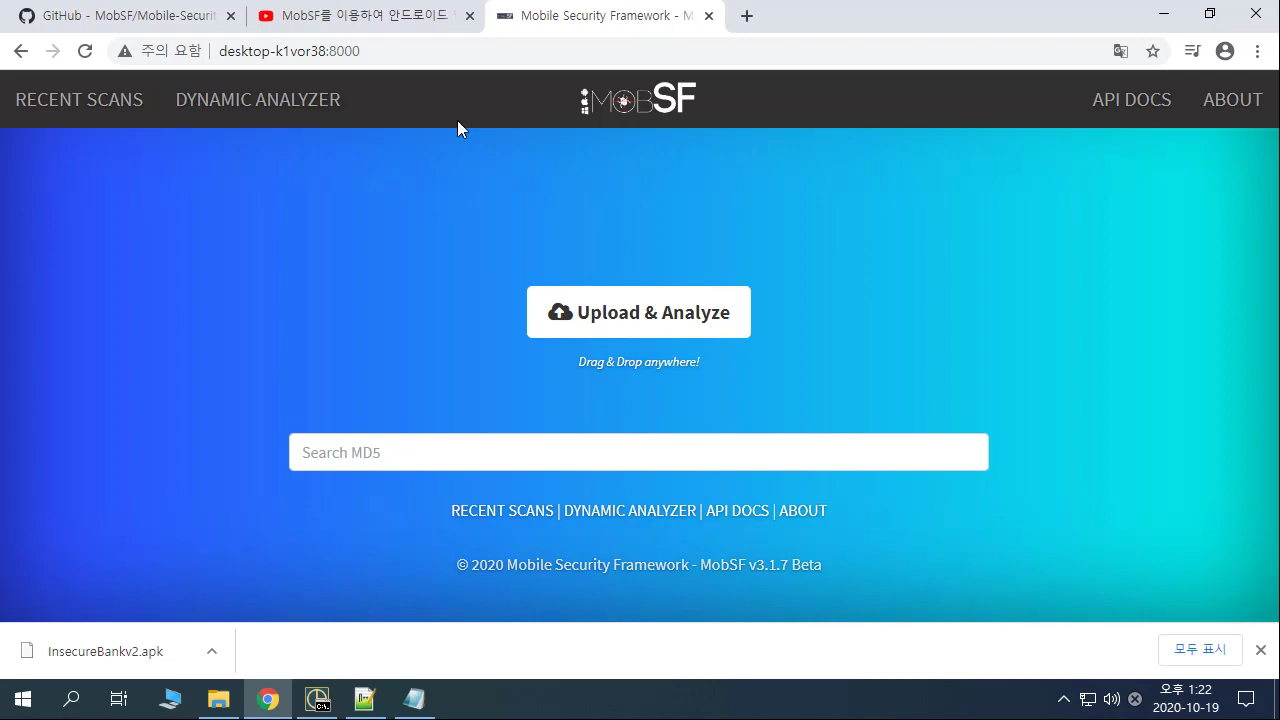 GitHub - MobSF/Mobile-Securit
MobSF를 이용하여 안드로이드
Mobile Security Framework - M
주의 요함
desktop-k1vor38:8000
RECENT SCANS
DYNAMIC ANALYZER
MOBSF
API DOCS
ABOUT
Upload & Analyze
Drag & Drop anywhere!
Search MD5
RECENT SCANS | DYNAMIC ANALYZER | API DOCS | ABOUT
© 2020 Mobile Security Framework - MobSF v3.1.7 Beta
InsecureBankv2.apk
모두 표시
오후 1:22
2020-10-19